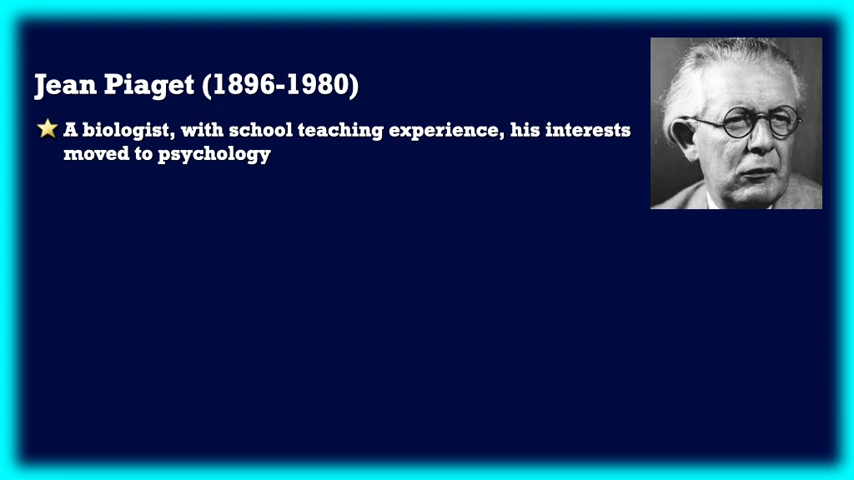 Jean Piaget (1896-1980)
A biologist, with school teaching experience, his interests
moved to psychology